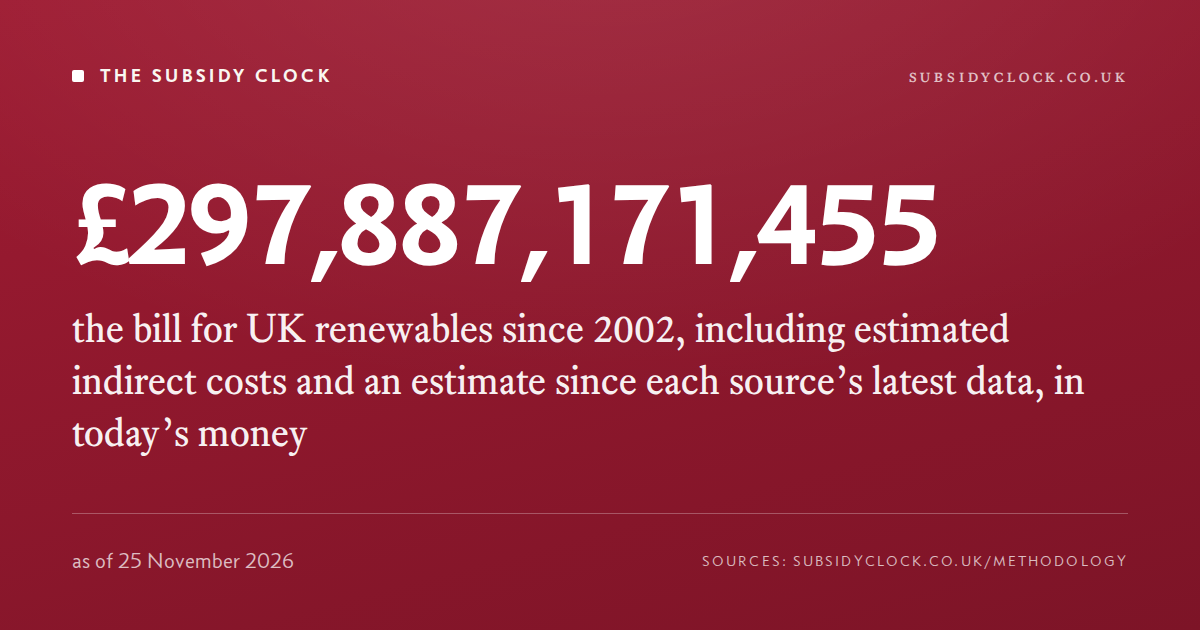 THE SUBSIDY CLOCK
SUBSIDYCLOCK.CO.UK
£297,887,171,455
the bill for UK renewables since 2002, including estimated
indirect costs and an estimate since each source’s latest data, in
today’s money
as of 25 November 2026
SOURCES: SUBSIDYCLOCK.CO.UK/METHODOLOGY